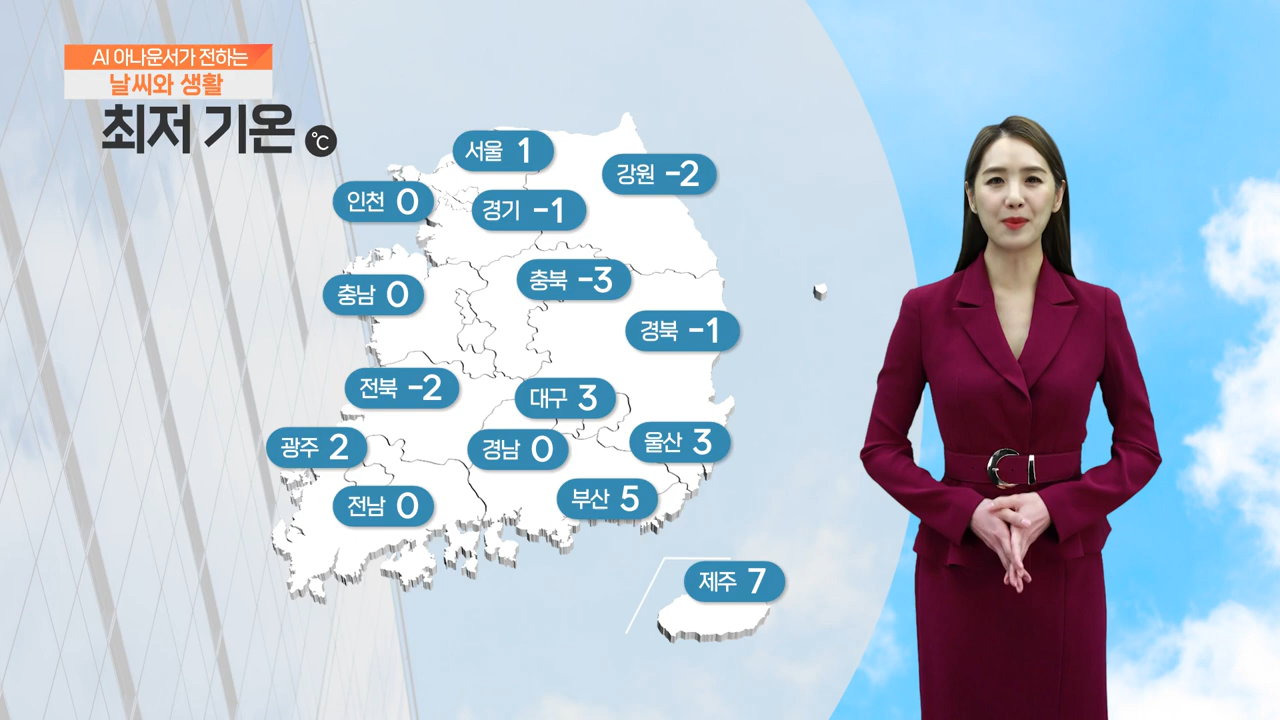 AI 아나운서가 전하는
날씨와 생활
최저 기온 ℃
서울 1
강원 -2
인천 0
경기 -1
충북 -3
충남 0
경북 -1
전북 -2
대구 3
광주 2
경남 0
울산 3
전남 0
부산 5
제주 7